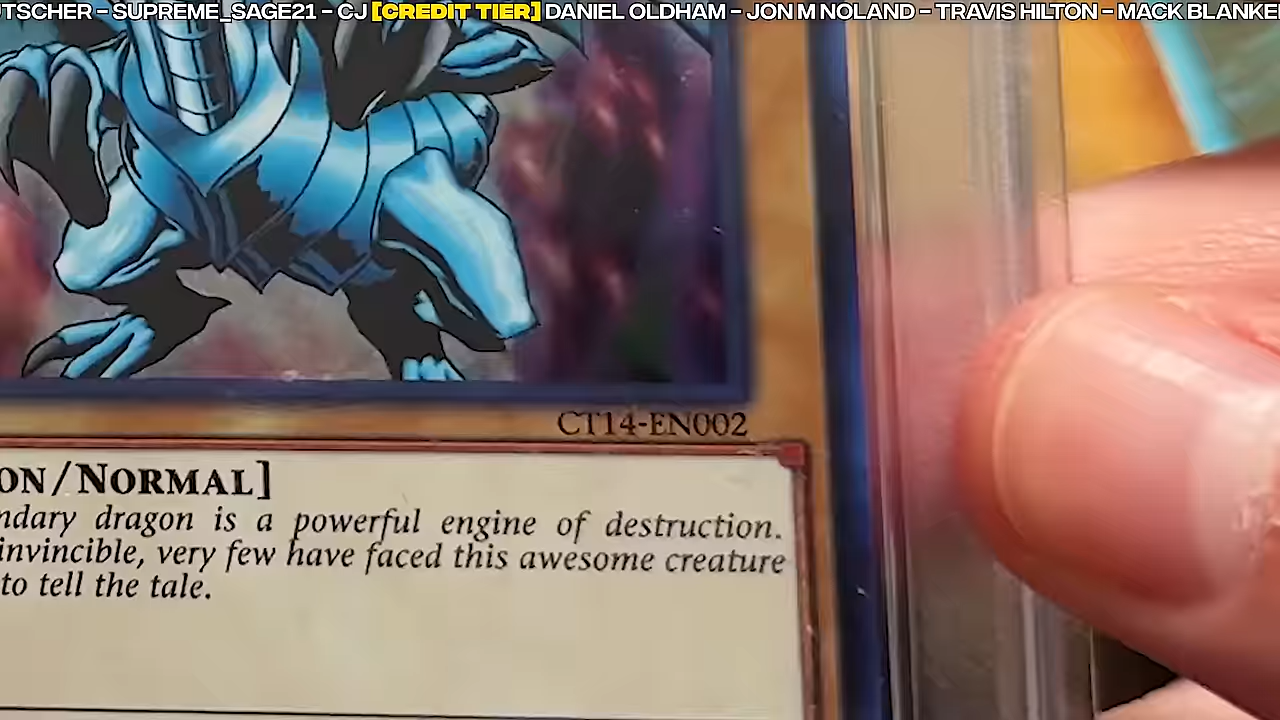 UTSCHER - SUPREME_SAGE21 - CJ [CREDIT TIER] DANIEL OLDHAM - JON M NOLAND - TRAVIS HILTON - MACK BLANKE
CT14-EN002
ON/NORMAL]
ndary dragon is a powerful engine of destruction.
invincible, very few have faced this awesome creature
to tell the tale.